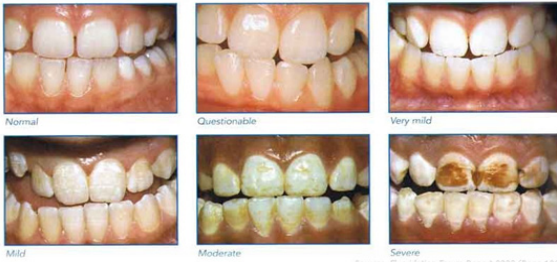 Normal
Questionable
Very mild
Mild
Moderate
Severe